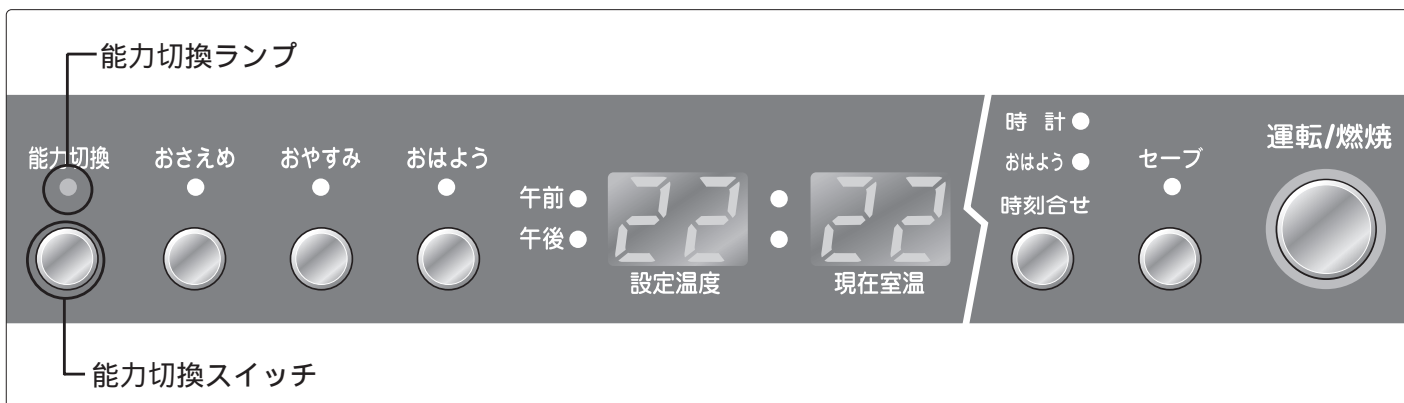 能力切換ランプ
能力切換
おさえめ
おやすみ
おはよう
午前
午後
22
設定温度
:
22
現在室温
時 計
おはよう
時刻合せ
セーブ
運転/燃焼
能力切換スイッチ